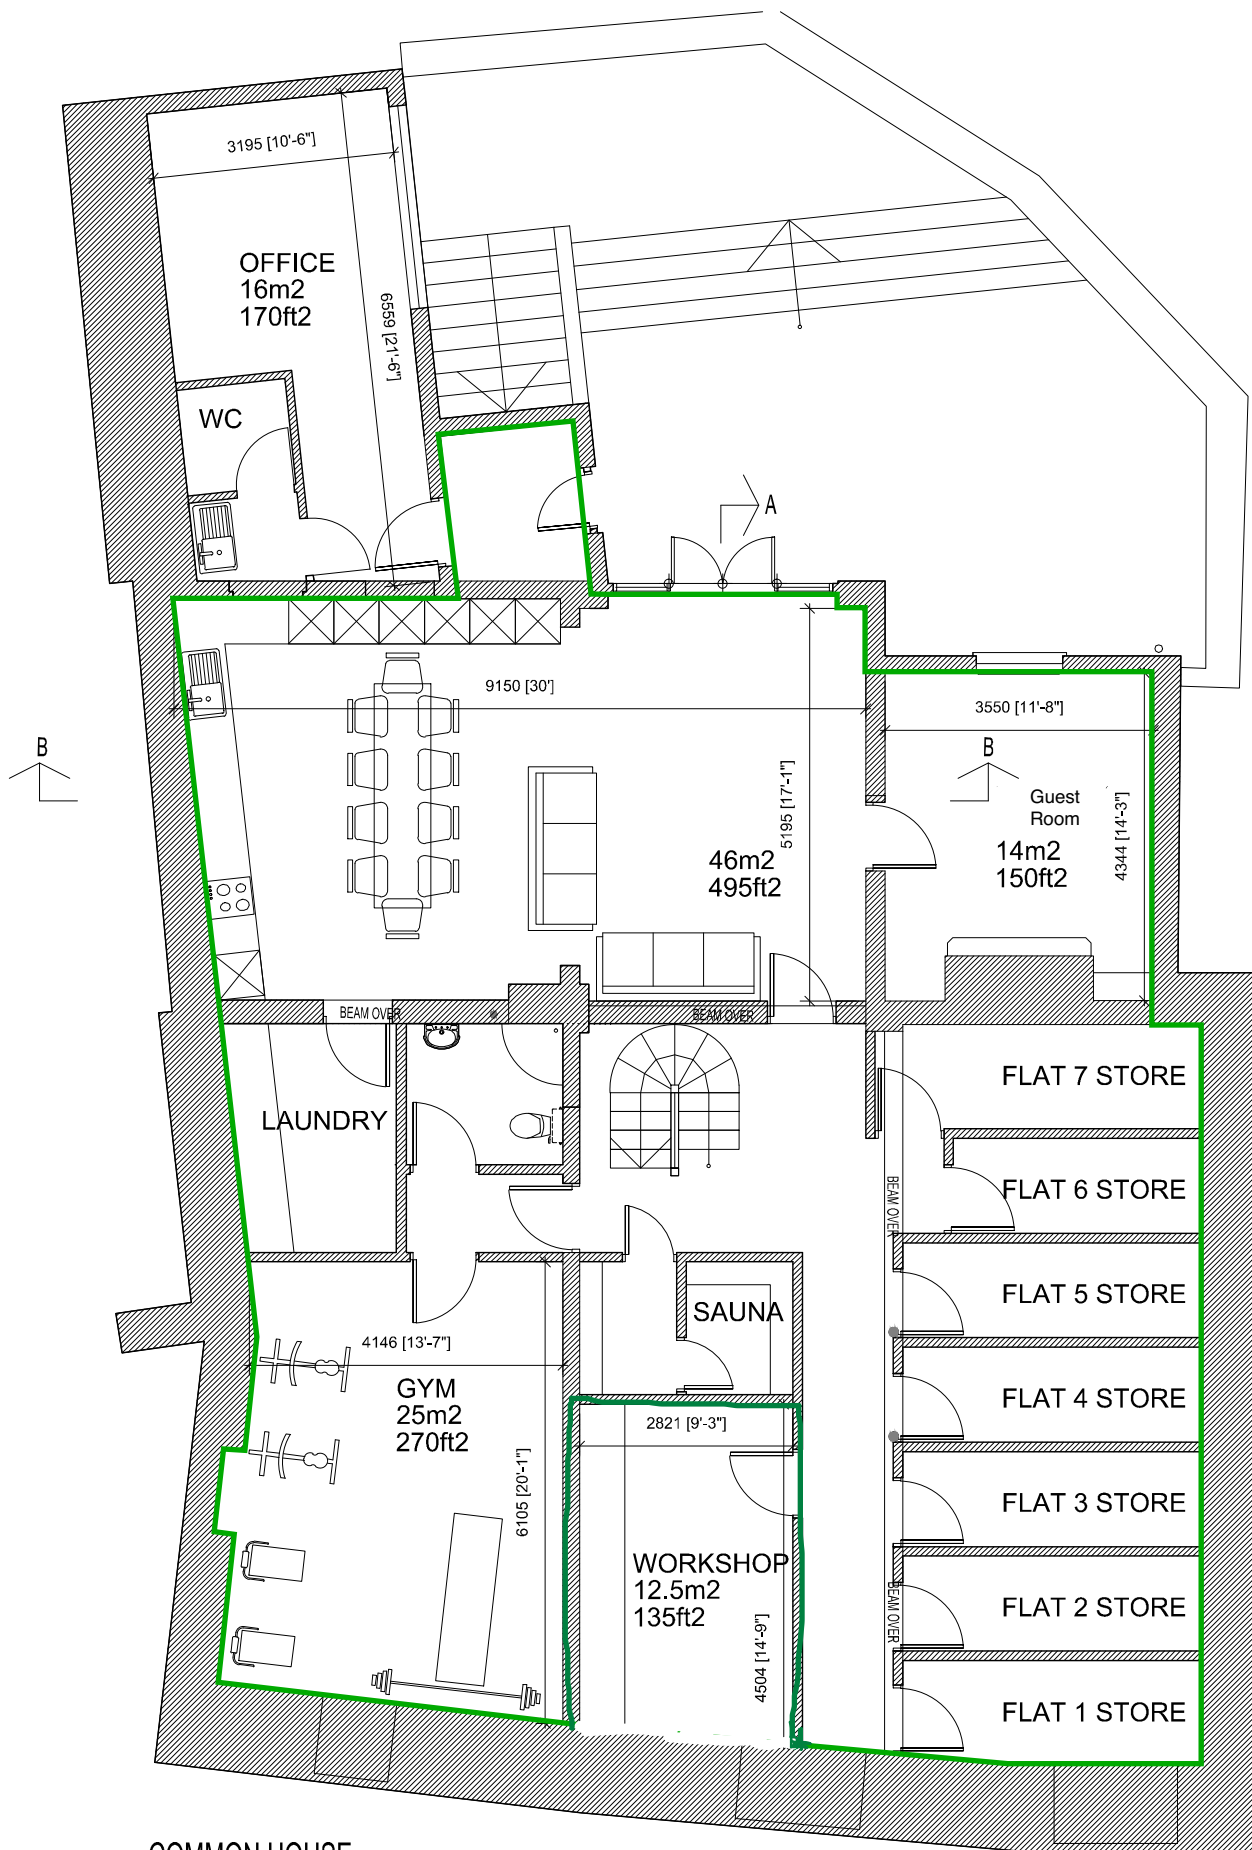 3195 [10'-6"]
OFFICE
16m2
170ft2
6559 [21'-6"]
WC
A
9150 [30']
3550 [11'-8"]
B
B
Guest
Room
14m2
150ft2
5195 [17'-1"]
4344 [14'-3"]
46m2
495ft2
BEAM OVER
BEAM OVER
FLAT 7 STORE
LAUNDRY
FLAT 6 STORE
BEAM OVER
FLAT 5 STORE
SAUNA
4146 [13'-7"]
GYM
25m2
270ft2
FLAT 4 STORE
2821 [9'-3"]
6105 [20'-1"]
FLAT 3 STORE
WORKSHOP
12.5m2
135ft2
BEAM OVER
FLAT 2 STORE
4504 [14'-9"]
FLAT 1 STORE
COMMON HOUSE